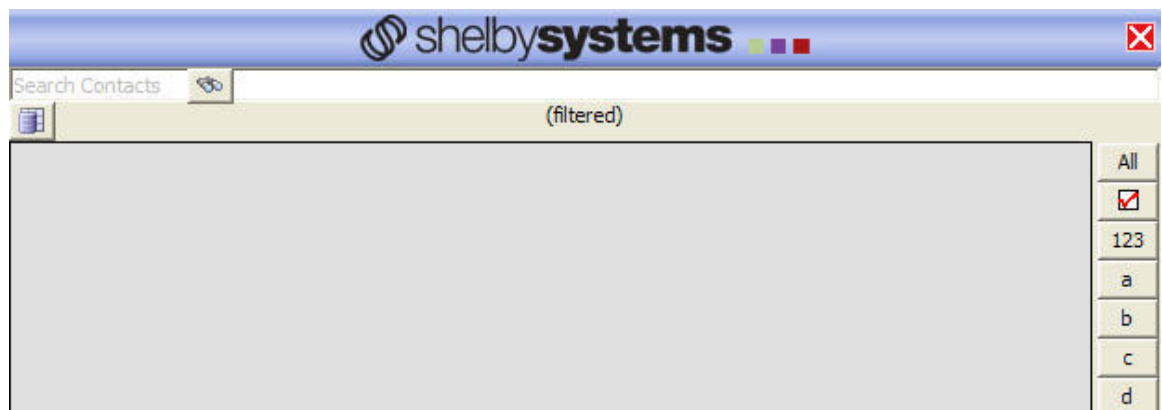 shelbysystems
Search Contacts
(filtered)
All
123
a
b
c
d